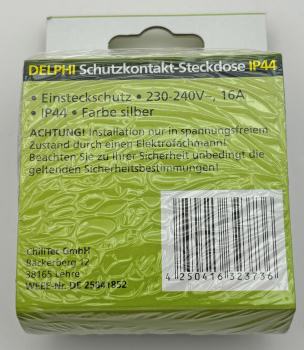 DELPHI Schutzkontakt-Steckdose IP44
• Einsteckschutz • 230-240V~, 16A
• IP44 • Farbe silber
ACHTUNG! Installation nur in spannungsfreiem
Zustand durch einen Elektrofachmann!
Beachten Sie zu Ihrer Sicherheit unbedingt die
geltenden Sicherheitsbestimmungen!
ChiliTec GmbH
Bäckerberg 12
38165 Lehre
WEEE-Nr. DE 25841852
4 250416 323736